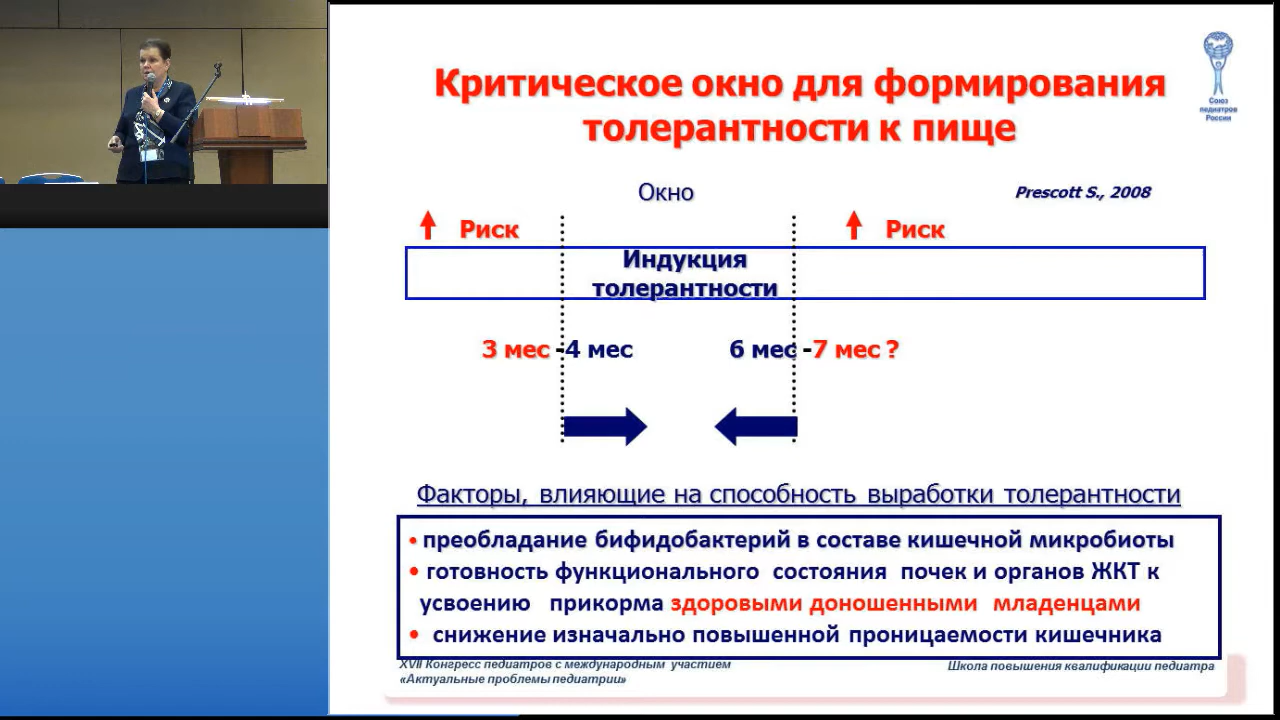 Критическое окно для формирования
толерантности к пище
Союз
педиатров
России
Окно
Prescott S., 2008
Риск
Риск
Индукция
толерантности
3 мес -4 мес
6 мес -7 мес ?
Факторы, влияющие на способность выработки толерантности
• преобладание бифидобактерий в составе кишечной микробиоты
• готовность функционального состояния почек и органов ЖКТ к
усвоению прикорма здоровыми доношенными младенцами
• снижение изначально повышенной проницаемости кишечника
XVII Конгресс педиатров с международным участием
«Актуальные проблемы педиатрии»
Школа повышения квалификации педиатра